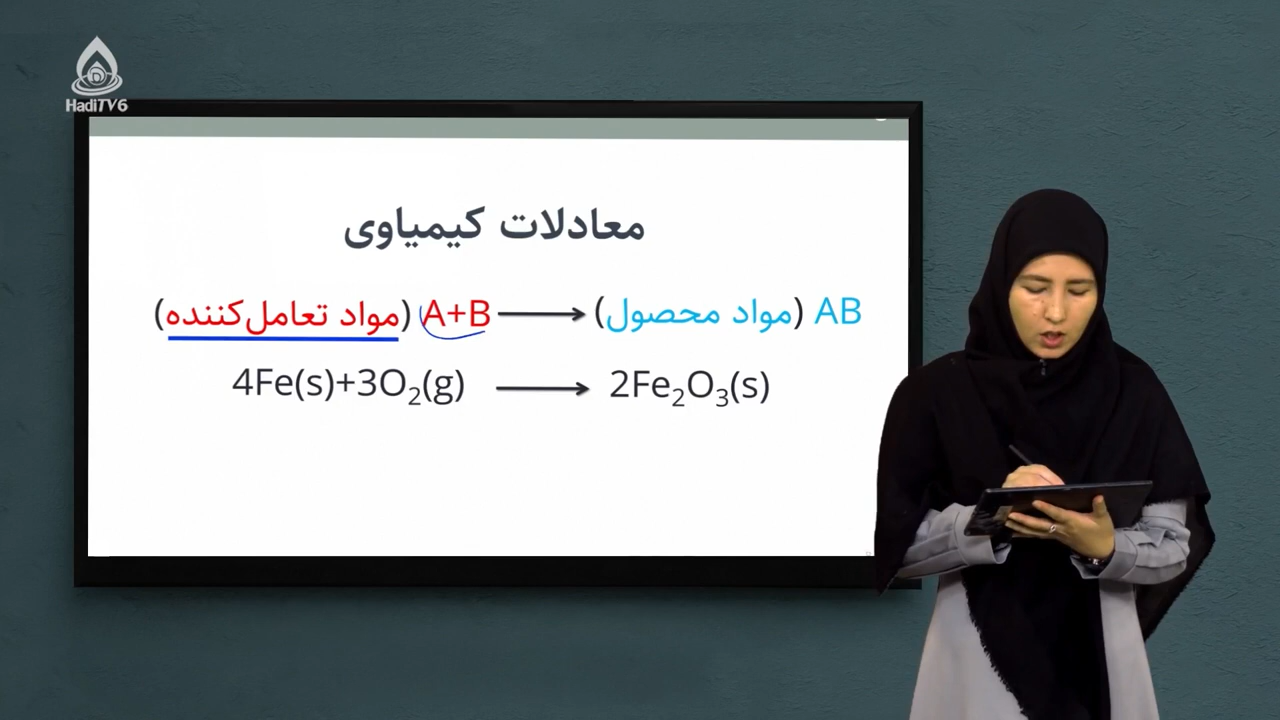 HadiTV6
معادلات کیمیاوی
(مواد تعامل‌کننده) A+B ⟶ (مواد محصول) AB
4Fe(s)+3O₂(g) ⟶ 2Fe₂O₃(s)